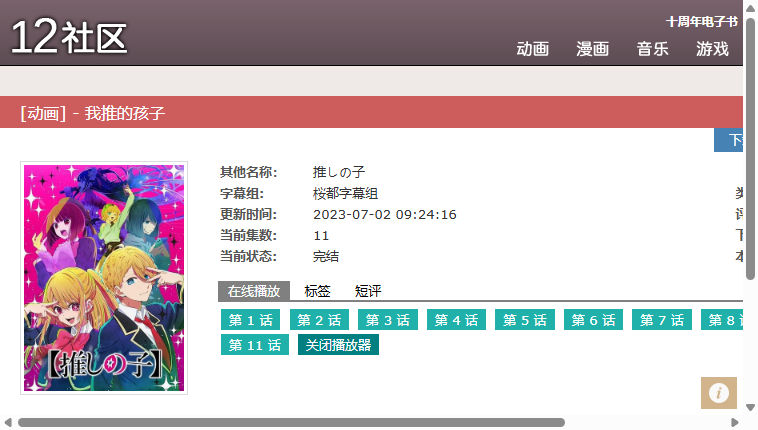 12社区
十周年电子书
动画 漫画 音乐 游戏
[动画] - 我推的孩子
下
其他名称: 推しの子
字幕组: 桜都字幕组
更新时间: 2023-07-02 09:24:16
当前集数: 11
当前状态: 完结
在线播放 标签 短评
第 1 话 第 2 话 第 3 话 第 4 话 第 5 话 第 6 话 第 7 话 第 8
第 11 话 关闭播放器
【推しの子】
i